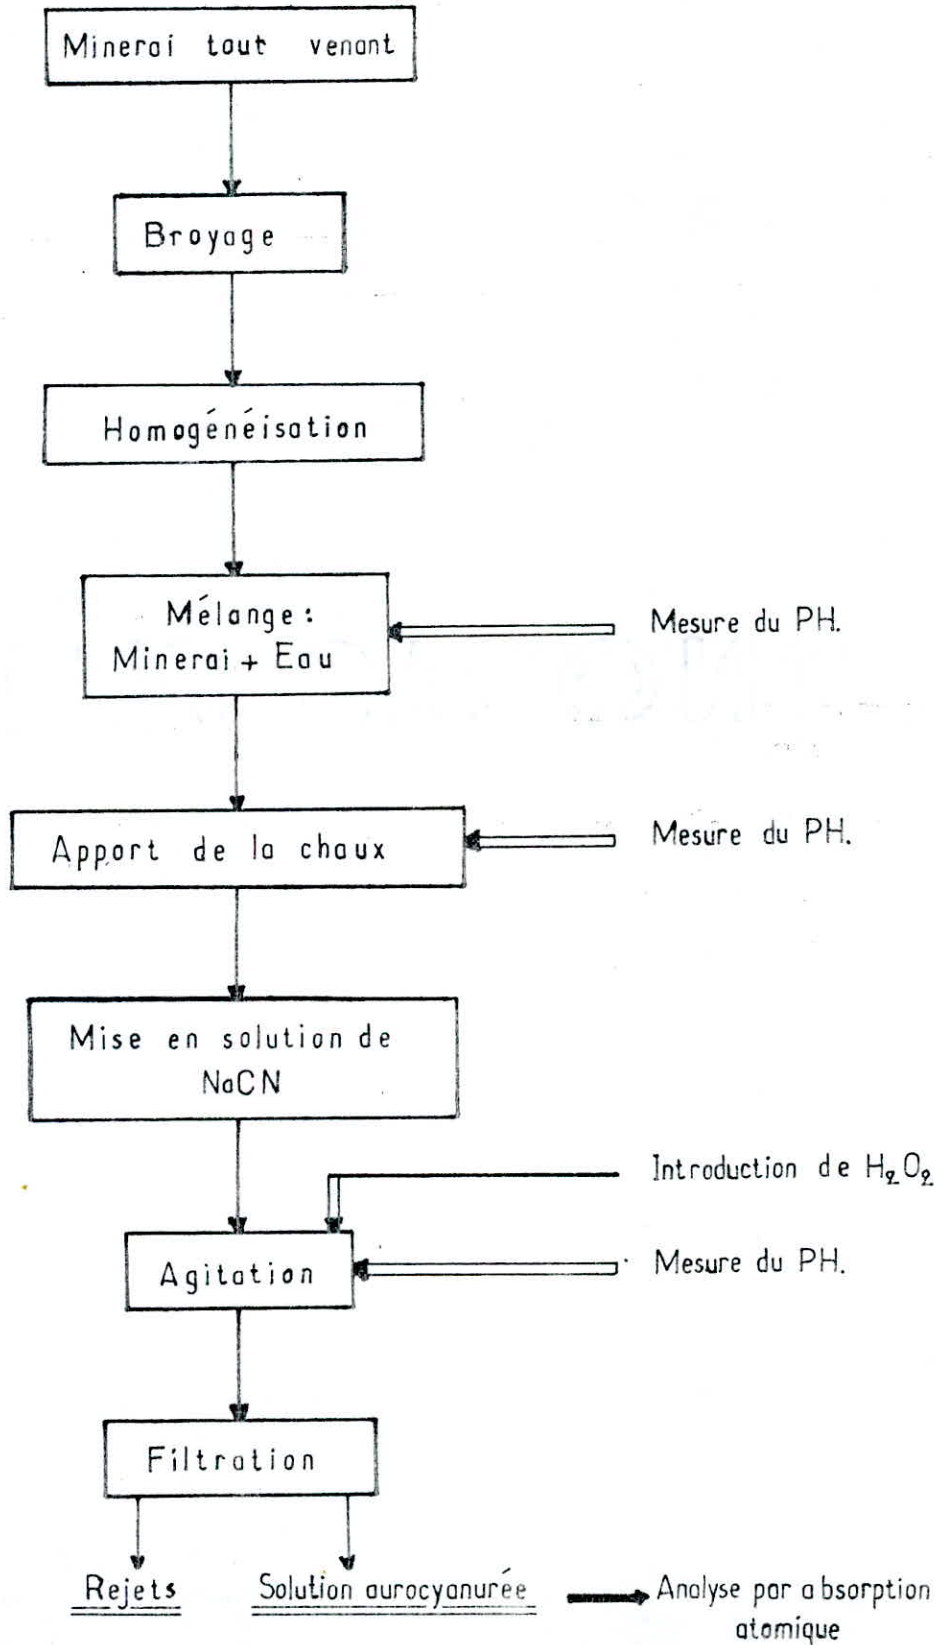 Minerai tout venant
Broyage
Homogénéisation
Mélange :
Minerai + Eau
Mesure du PH.
Apport de la chaux
Mesure du PH.
Mise en solution de
NaCN
Introduction de H₂O₂
Agitation
Mesure du PH.
Filtration
Rejets
Solution aurocyanurée
Analyse par absorption
atomique